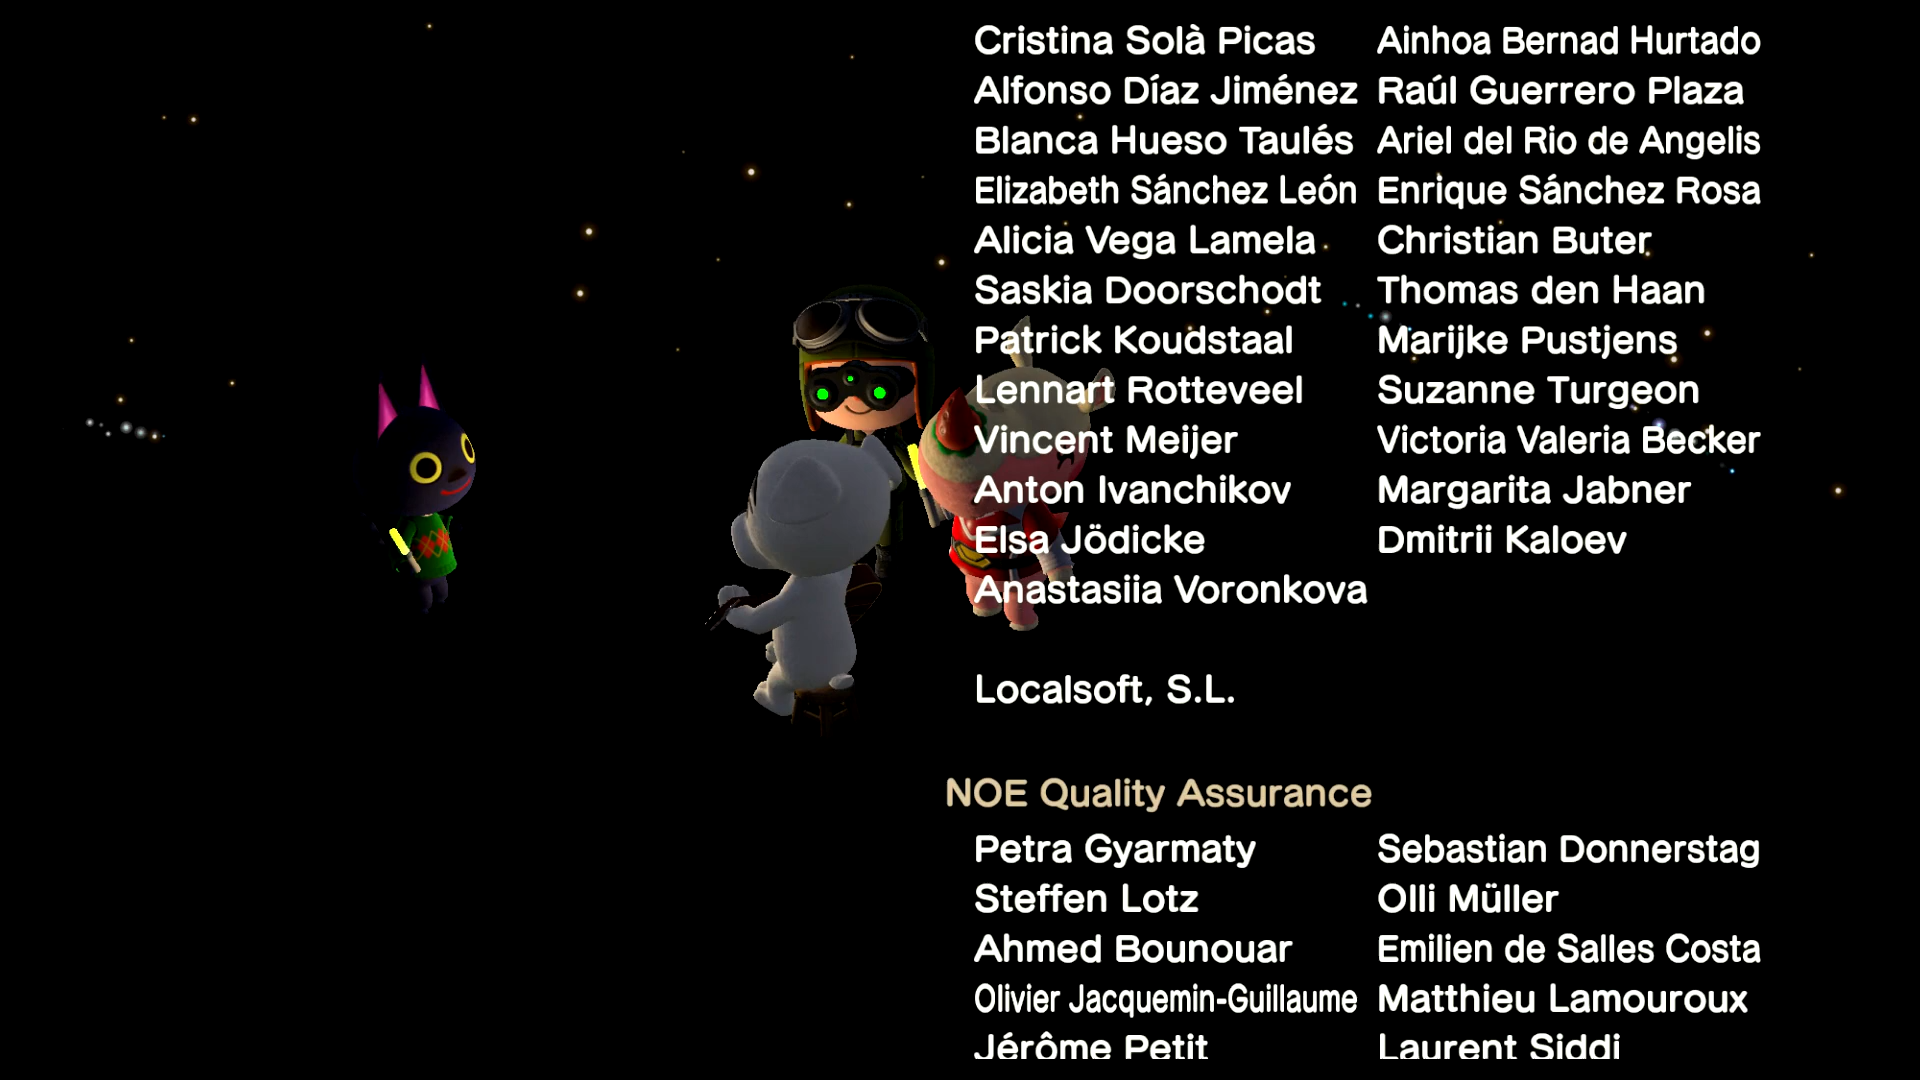 Cristina Solà Picas Ainhoa Bernad Hurtado
Alfonso Díaz Jiménez Raúl Guerrero Plaza
Blanca Hueso Taulés Ariel del Rio de Angelis
Elizabeth Sánchez León Enrique Sánchez Rosa
Alicia Vega Lamela Christian Buter
Saskia Doorschodt Thomas den Haan
Patrick Koudstaal Marijke Pustjens
Lennart Rotteveel Suzanne Turgeon
Vincent Meijer Victoria Valeria Becker
Anton Ivanchikov Margarita Jabner
Elsa Jödicke Dmitrii Kaloev
Anastasiia Voronkova
Localsoft, S.L.
NOE Quality Assurance
Petra Gyarmaty Sebastian Donnerstag
Steffen Lotz Olli Müller
Ahmed Bounouar Emilien de Salles Costa
Olivier Jacquemin-Guillaume Matthieu Lamouroux
Jérôme Petit Laurent Siddi